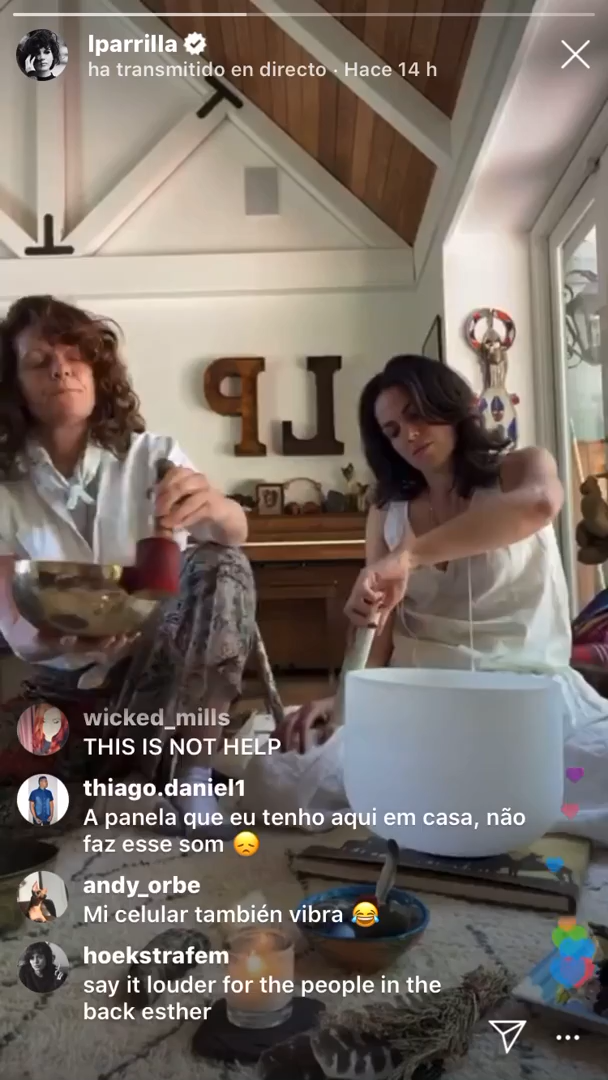 lparrilla
ha transmitido en directo · Hace 14 h
LP
wicked_mills
THIS IS NOT HELP
thiago.daniel1
A panela que eu tenho aqui em casa, não
faz esse som 😞
andy_orbe
Mi celular también vibra 😂
hoekstrafem
say it louder for the people in the
back esther